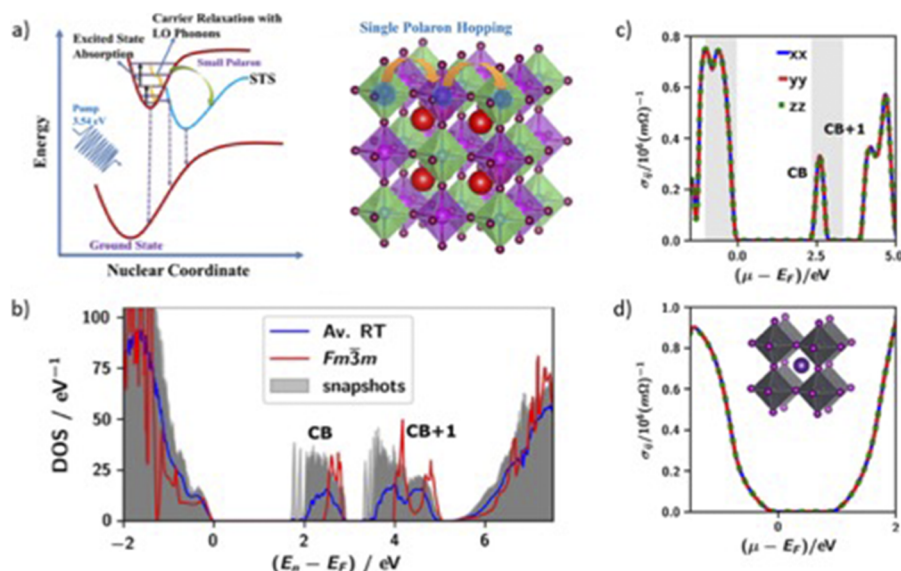 a)
Carrier Relaxation with
LO Phonons
Excited State
Absorption
Small Polaron
STS
Pump
3.54 eV
Energy
Ground State
Nuclear Coordinate
Single Polaron Hopping
c)
xx
yy
zz
CB
CB+1
σij/10⁶(mΩ)⁻¹
0.8
0.6
0.4
0.2
0.0
0.0
2.5
5.0
(μ − EF)/eV
b)
DOS / eV⁻¹
100
75
50
25
0
Av. RT
Fm3̅m
snapshots
CB
CB+1
−2
0
2
4
6
(En − EF) / eV
d)
σij/10⁶(mΩ)⁻¹
1.0
0.8
0.6
0.4
0.2
0.0
0
2
(μ − EF)/eV